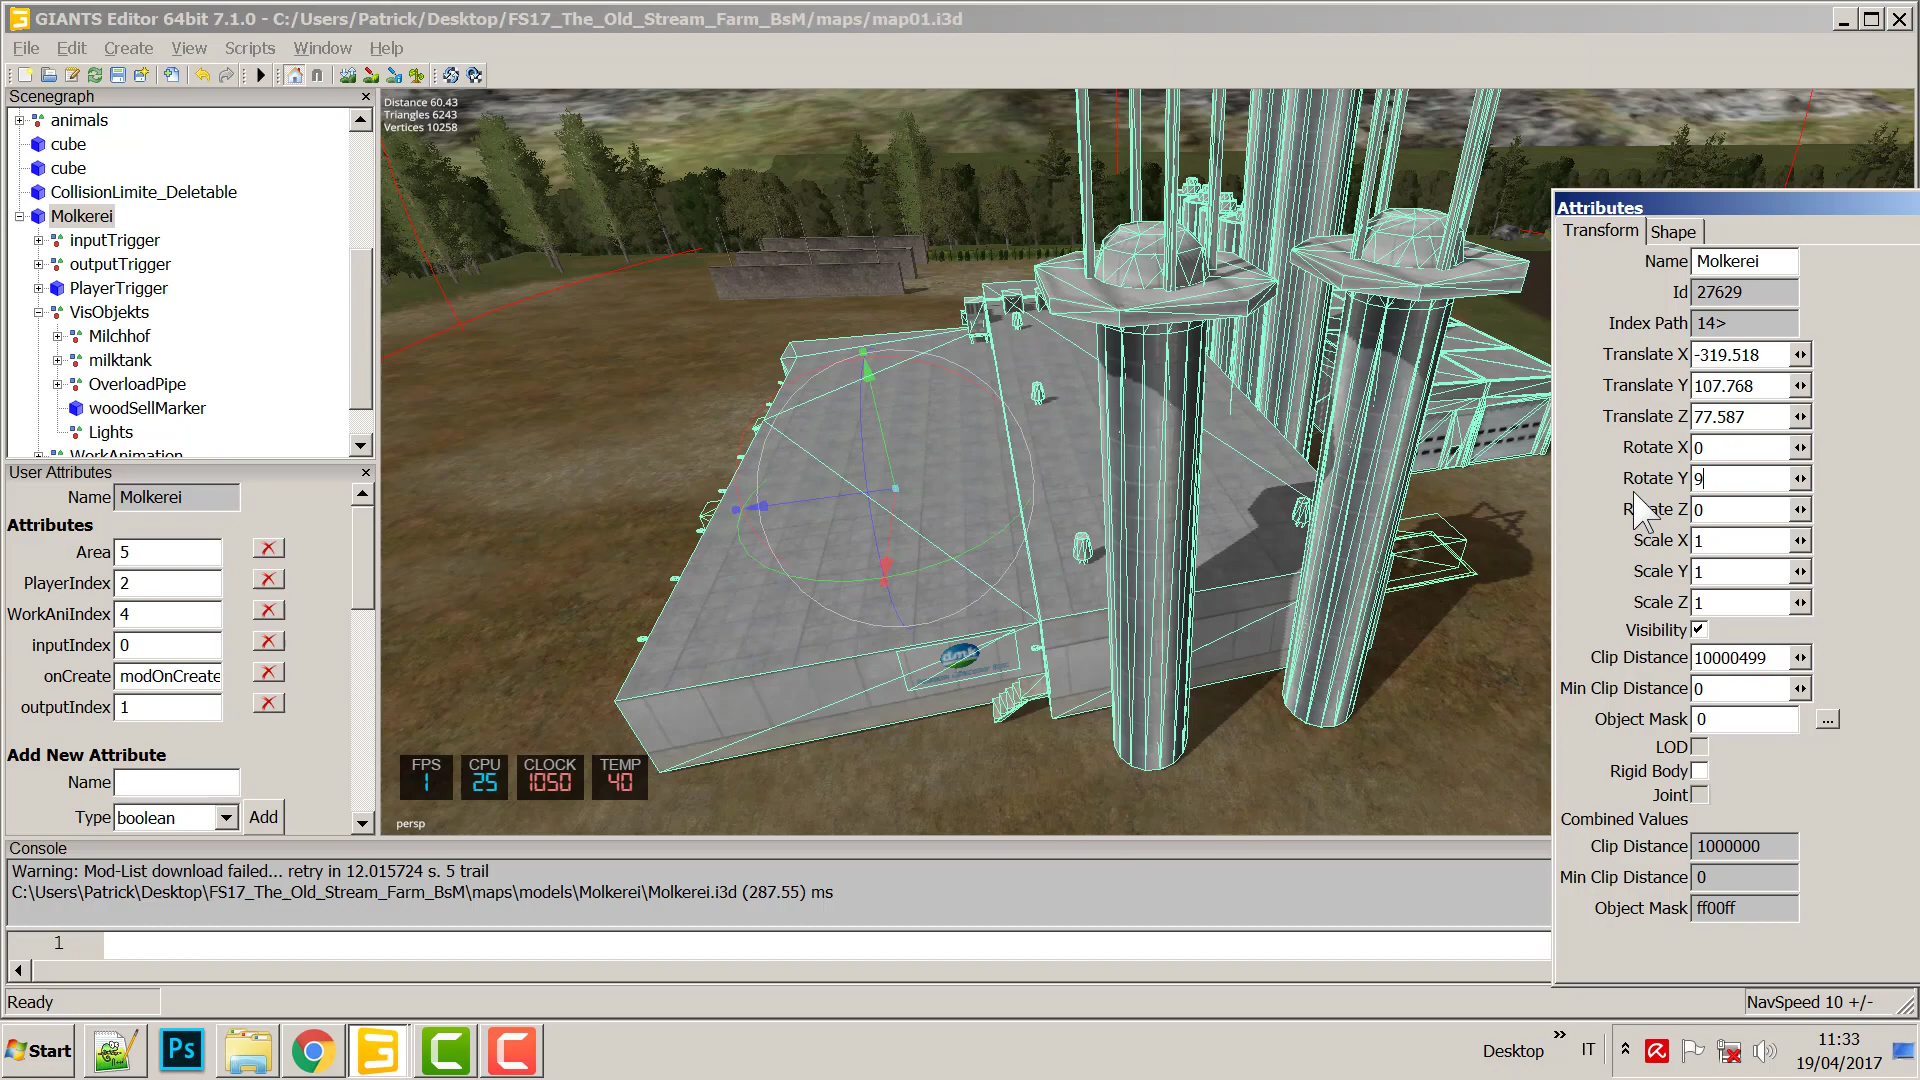 GIANTS Editor 64bit 7.1.0 - C:/Users/Patrick/Desktop/FS17_The_Old_Stream_Farm_BsM/maps/map01.i3d
File Edit Create View Scripts Window Help
Scenegraph
animals
cube
cube
CollisionLimite_Deletable
Molkerei
inputTrigger
outputTrigger
PlayerTrigger
VisObjekts
Milchhof
milktank
OverloadPipe
woodSellMarker
Lights
WorkAnimation
User Attributes
Name Molkerei
Attributes
Area 5
PlayerIndex 2
WorkAniIndex 4
inputIndex 0
onCreate modOnCreate
outputIndex 1
Add New Attribute
Name
Type boolean Add
Distance 60.43
Triangles 6243
Vertices 10258
dmk
FPS CPU CLOCK TEMP
1 25 1050 40
persp
Attributes
Transform Shape
Name Molkerei
Id 27629
Index Path 14>
Translate X -319.518
Translate Y 107.768
Translate Z 77.587
Rotate X 0
Rotate Y 9
Rotate Z 0
Scale X 1
Scale Y 1
Scale Z 1
Visibility
Clip Distance 10000499
Min Clip Distance 0
Object Mask 0 ...
LOD
Rigid Body
Joint
Combined Values
Clip Distance 1000000
Min Clip Distance 0
Object Mask ff00ff
Console
Warning: Mod-List download failed... retry in 12.015724 s. 5 trail
C:\Users\Patrick\Desktop\FS17_The_Old_Stream_Farm_BsM\maps\models\Molkerei\Molkerei.i3d (287.55) ms
1
Ready
NavSpeed 10 +/-
Start
Ps
Desktop
IT
11:33
19/04/2017